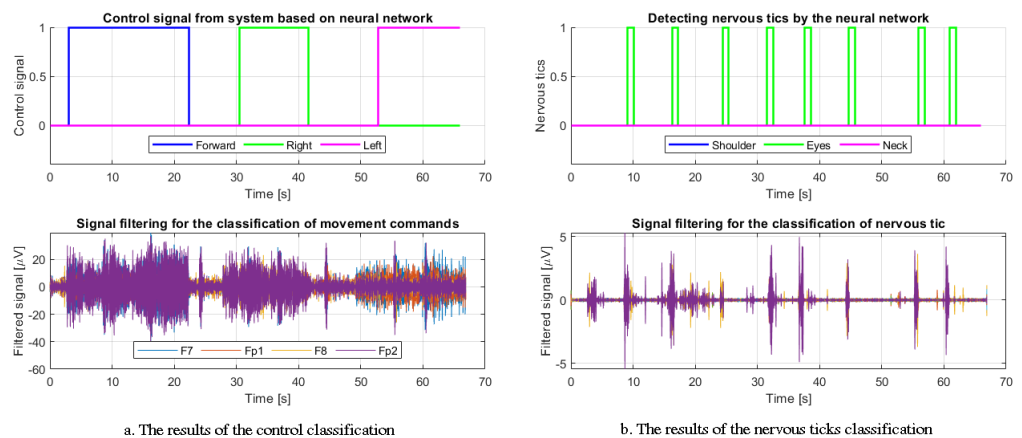 Control signal from system based on neural network
Control signal
1
0.5
0
Forward Right Left
0 10 20 30 40 50 60 70
Time [s]
Signal filtering for the classification of movement commands
Filtered signal [μV]
20
0
-20
-40
-60
F7 Fp1 F8 Fp2
0 10 20 30 40 50 60 70
Time [s]
a. The results of the control classification
Detecting nervous tics by the neural network
Nervous tics
1
0.5
0
Shoulder Eyes Neck
0 10 20 30 40 50 60 70
Time [s]
Signal filtering for the classification of nervous tic
Filtered signal [μV]
5
0
-5
0 10 20 30 40 50 60 70
Time [s]
b. The results of the nervous ticks classification